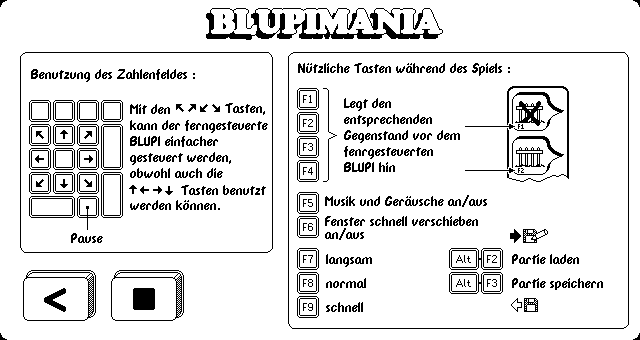 BLUPIMANIA
Benutzung des Zahlenfeldes :
Mit den ↖ ↗ ↙ ↘ Tasten,
kann der ferngesteuerte
BLUPI einfacher
gesteuert werden,
obwohl auch die
↑ ← → ↓ Tasten benutzt
werden können.
Pause
Nützliche Tasten während des Spiels :
F1
F2
F3
F4
Legt den
entsprechenden
Gegenstand vor dem
fenrgesteuerten
BLUPI hin
F1
F2
F5 Musik und Geräusche an/aus
F6 Fenster schnell verschieben
an/aus
F7 langsam
F8 normal
F9 schnell
Alt - F2 Partie laden
Alt - F3 Partie speichern